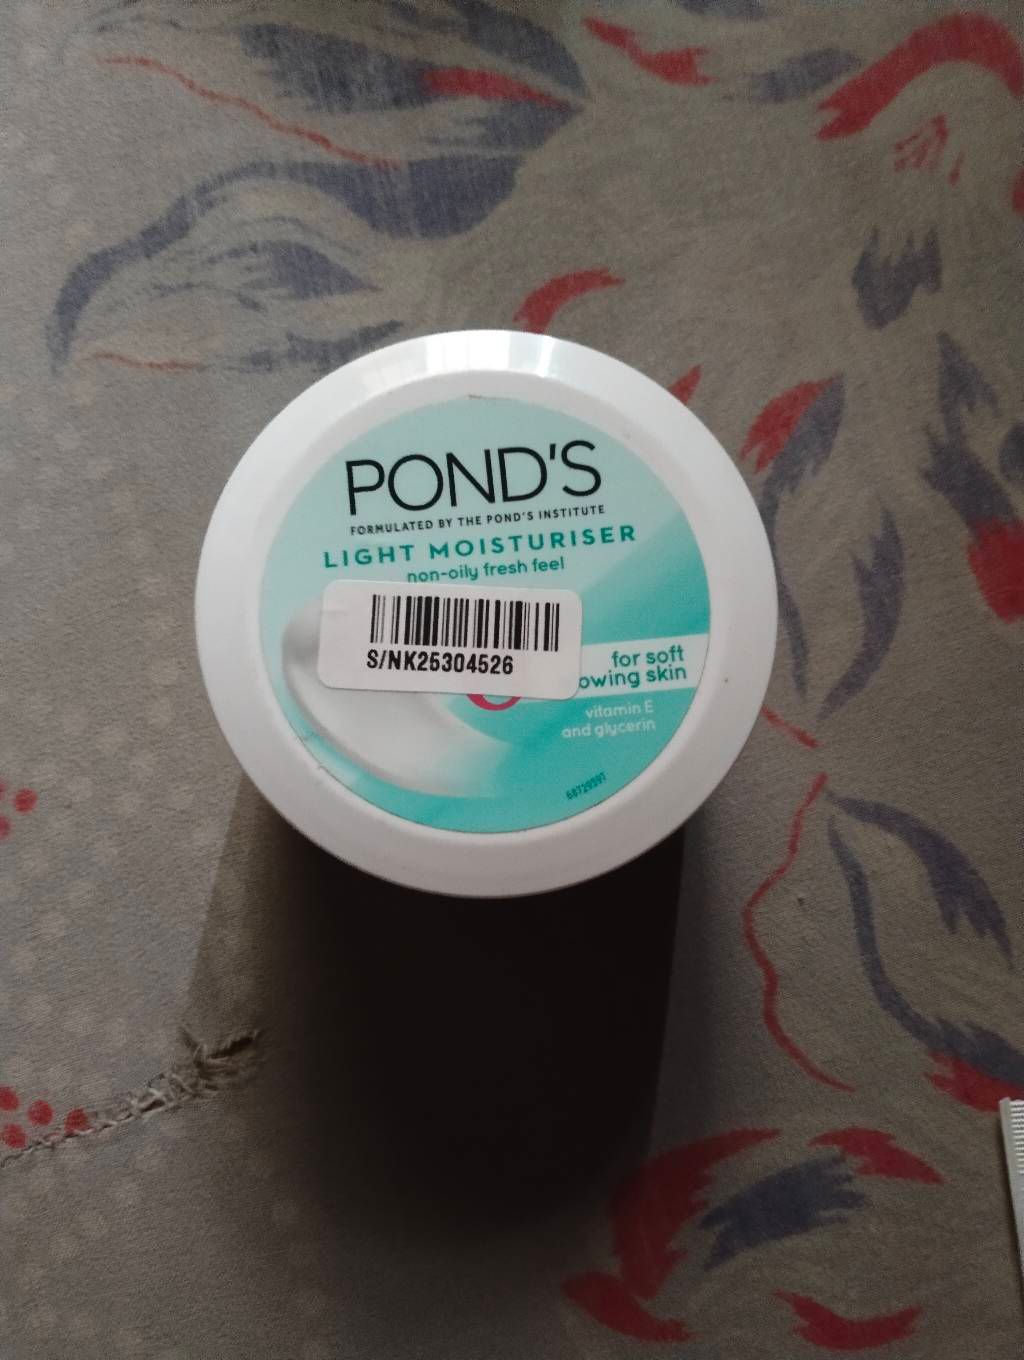 POND'S
FORMULATED BY THE POND'S INSTITUTE
LIGHT MOISTURISER
non-oily fresh feel
S/NK25304526
for soft
owing skin
vitamin E
and glycerin